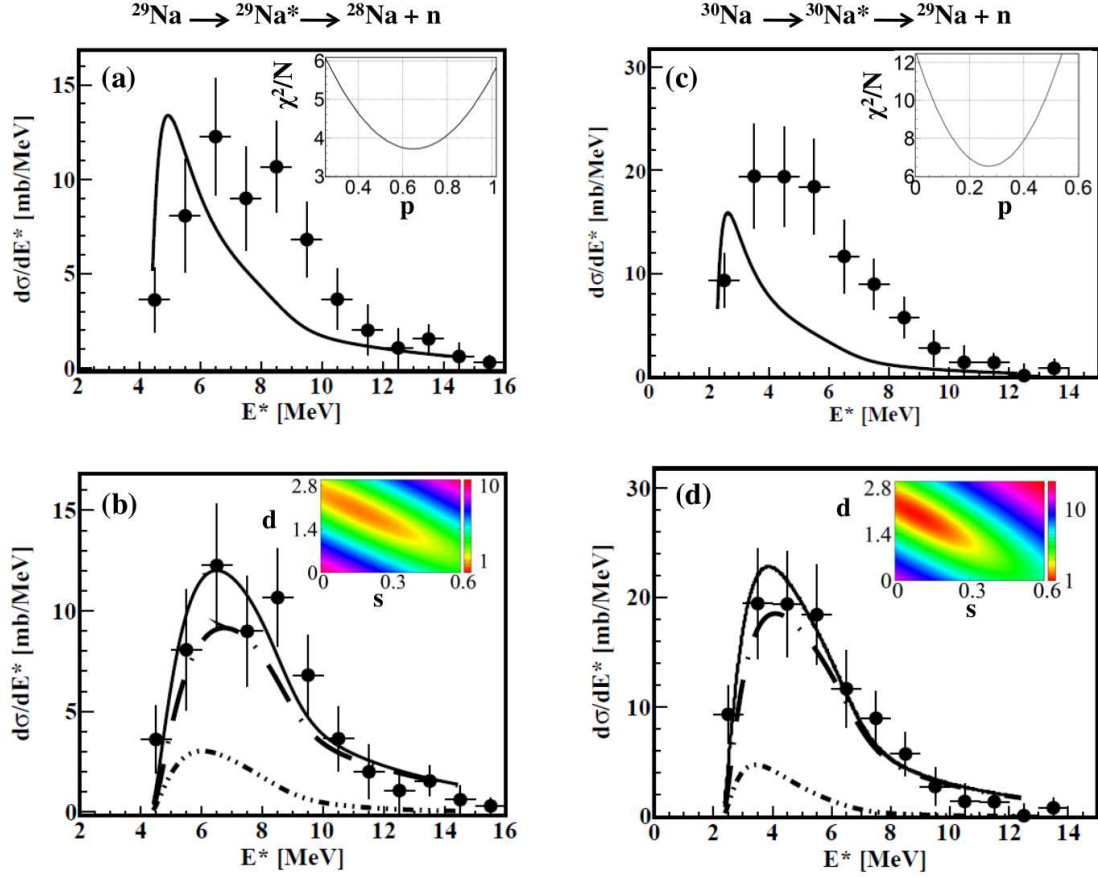 ²⁹Na → ²⁹Na* → ²⁸Na + n
³⁰Na → ³⁰Na* → ²⁹Na + n
(a)
dσ/dE* [mb/MeV]
15
10
5
0
0 2 4 6 8 10 12 14 16
E* [MeV]
χ²/N
6
5
4
3
0.4 0.6 0.8 1
p
(c)
dσ/dE* [mb/MeV]
30
20
10
0
0 2 4 6 8 10 12 14
E* [MeV]
χ²/N
12
10
8
6
0 0.2 0.4 0.6
p
(b)
dσ/dE* [mb/MeV]
15
10
5
0
0 2 4 6 8 10 12 14 16
E* [MeV]
d
2.8
1.4
0
0.3 0.6
s
10
1
(d)
dσ/dE* [mb/MeV]
30
20
10
0
0 2 4 6 8 10 12 14
E* [MeV]
d
2.8
1.4
0
0.3 0.6
s
10
1